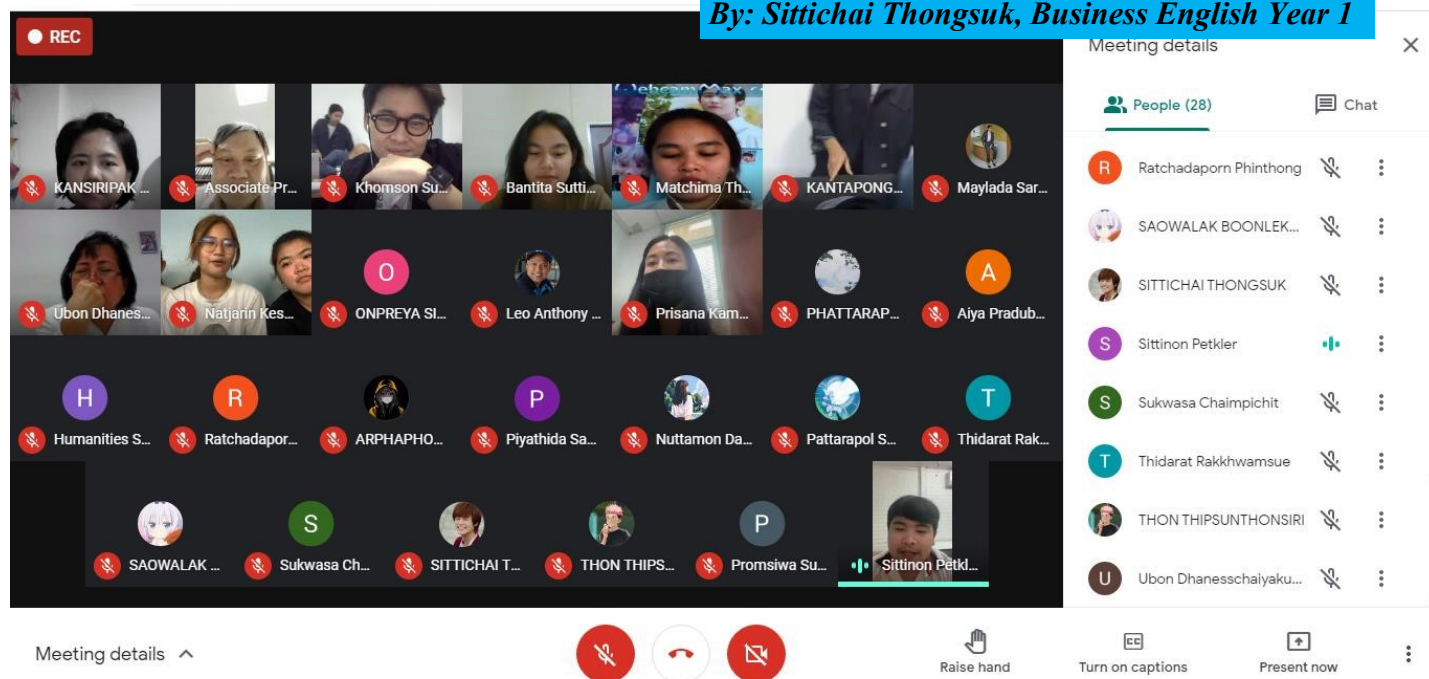 By: Sittichai Thongsuk, Business English Year 1
REC
Meeting details
People (28)
Chat
KANSIRIPAK ...
Associate Pr...
Khomson Su...
Bantita Sutti...
Matchima Th...
KANTAPONG...
Maylada Sar...
Ubon Dhanes...
Natjarin Kes...
O
ONPREYA SI...
Leo Anthony ...
Prisana Kam...
PHATTARAP...
A
Aiya Pradub...
H
Humanities S...
R
Ratchadapor...
ARPHAPHO...
P
Piyathida Sa...
Nuttamon Da...
Pattarapol S...
T
Thidarat Rak...
SAOWALAK ...
S
Sukwasa Ch...
SITTICHAI T...
THON THIPS...
P
Promsiwa Su...
Sittinon Petkl...
R
Ratchadaporn Phinthong
SAOWALAK BOONLEK...
SITTICHAI THONGSUK
S
Sittinon Petkler
S
Sukwasa Chaimpichit
T
Thidarat Rakkhwamsue
THON THIPSUNTHONSIRI
U
Ubon Dhanesschaiyaku...
Meeting details
Raise hand
CC
Turn on captions
Present now